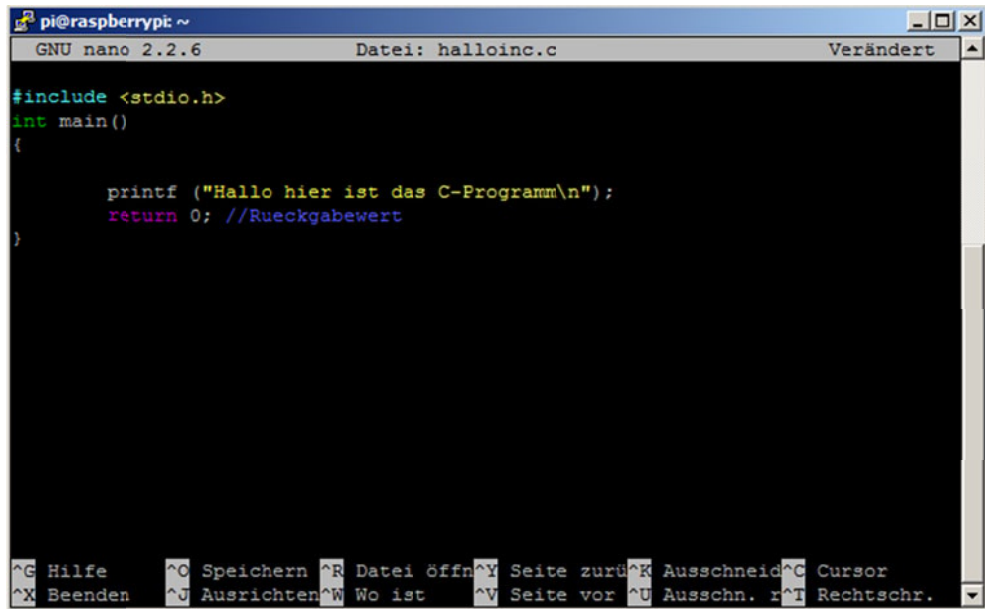 pi@raspberrypi: ~
GNU nano 2.2.6 Datei: halloinc.c Verändert
#include <stdio.h>
int main()
{
printf ("Hallo hier ist das C-Programm\n");
return 0; //Rueckgabewert
}
^G Hilfe ^O Speichern ^R Datei öffn^Y Seite zurü^K Ausschneid^C Cursor
^X Beenden ^J Ausrichten^W Wo ist ^V Seite vor ^U Ausschn. r^T Rechtschr.